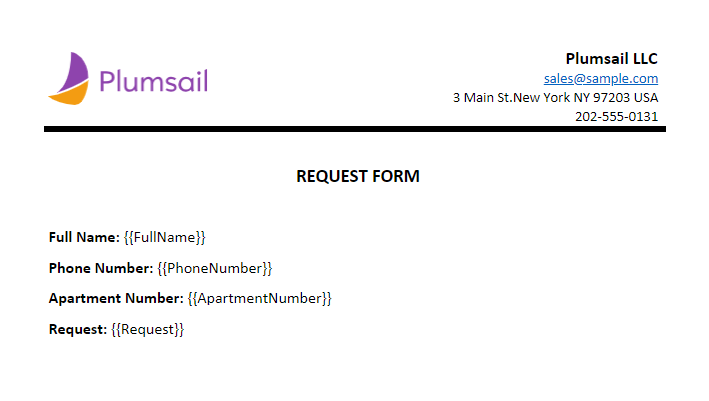 Plumsail
Plumsail LLC
sales@sample.com
3 Main St.New York NY 97203 USA
202-555-0131
REQUEST FORM
Full Name: {{FullName}}
Phone Number: {{PhoneNumber}}
Apartment Number: {{ApartmentNumber}}
Request: {{Request}}